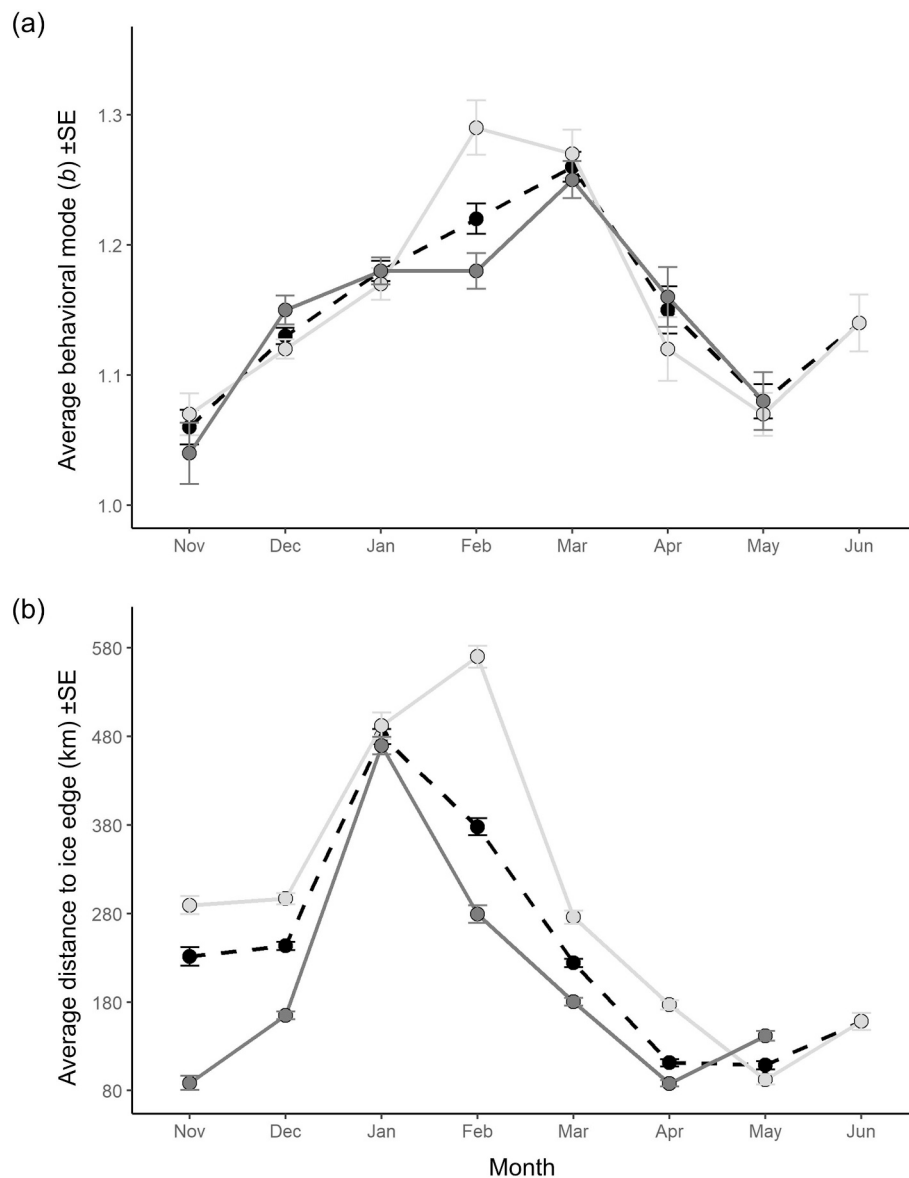 (a)
Average behavioral mode (b) ±SE
1.3
1.2
1.1
1.0
Nov Dec Jan Feb Mar Apr May Jun
(b)
Average distance to ice edge (km) ±SE
580
480
380
280
180
80
Nov Dec Jan Feb Mar Apr May Jun
Month